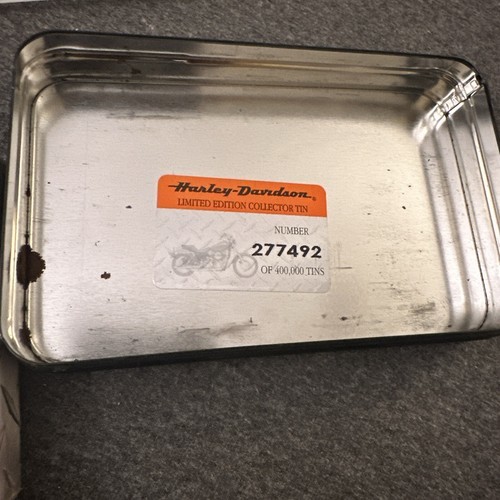 Harley-Davidson®
LIMITED EDITION COLLECTOR TIN
NUMBER
277492
OF 400,000 TINS